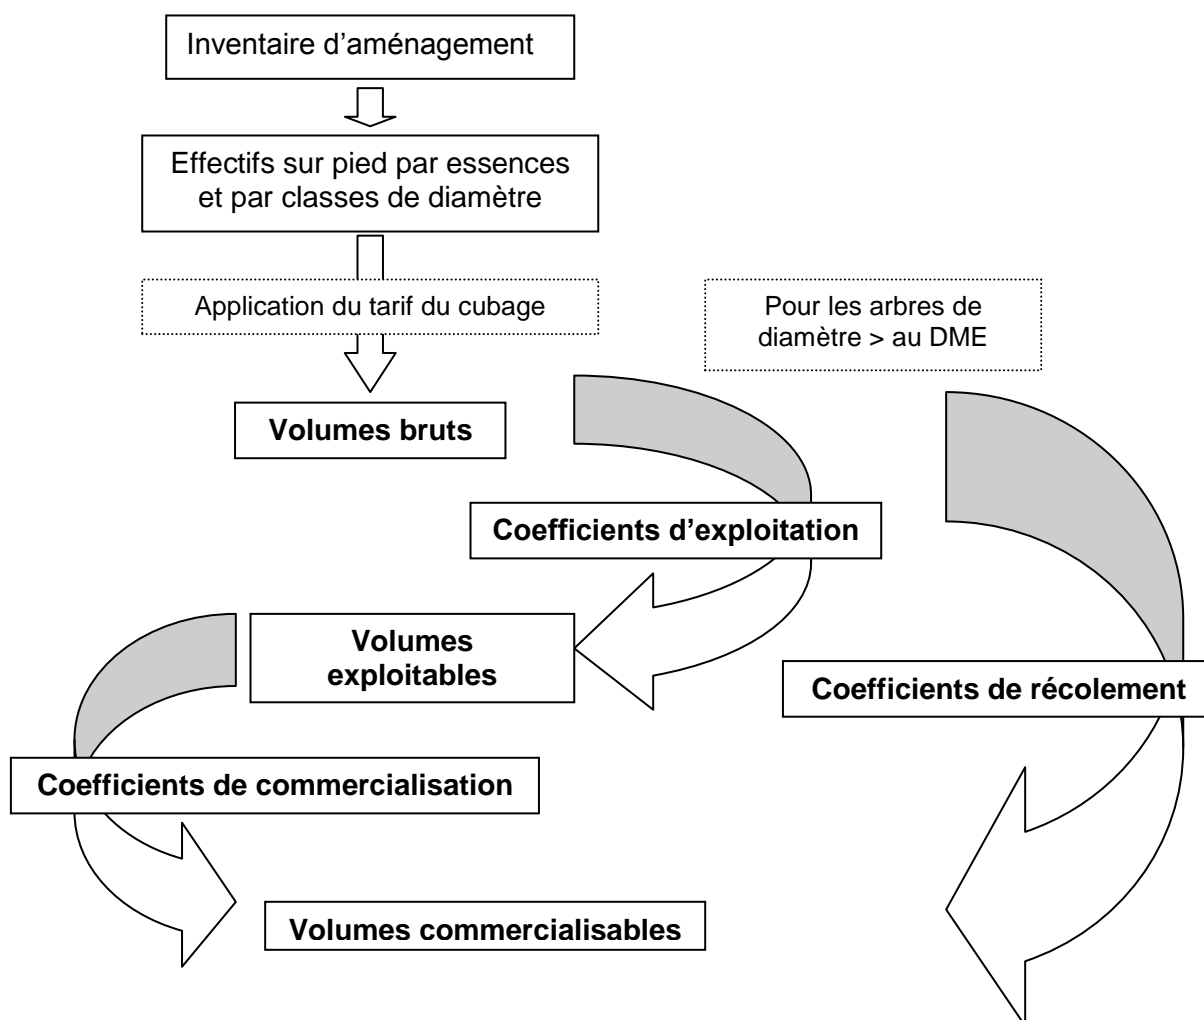 Inventaire d’aménagement
Effectifs sur pied par essences
et par classes de diamètre
Application du tarif du cubage
Pour les arbres de
diamètre > au DME
Volumes bruts
Coefficients d’exploitation
Volumes
exploitables
Coefficients de récolement
Coefficients de commercialisation
Volumes commercialisables